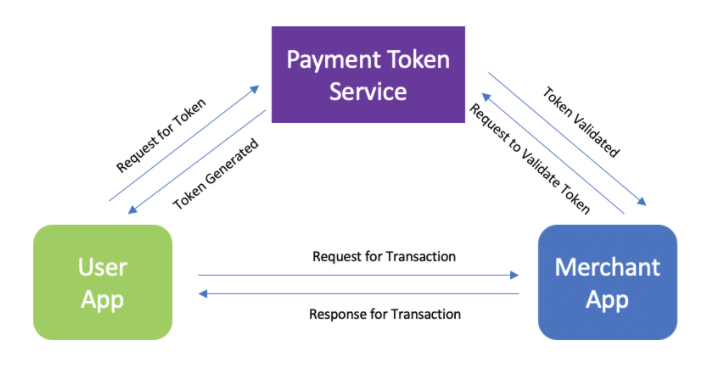 Payment Token
Service
Request for Token
Token Generated
Token Validated
Request to Validate Token
User
App
Request for Transaction
Response for Transaction
Merchant
App